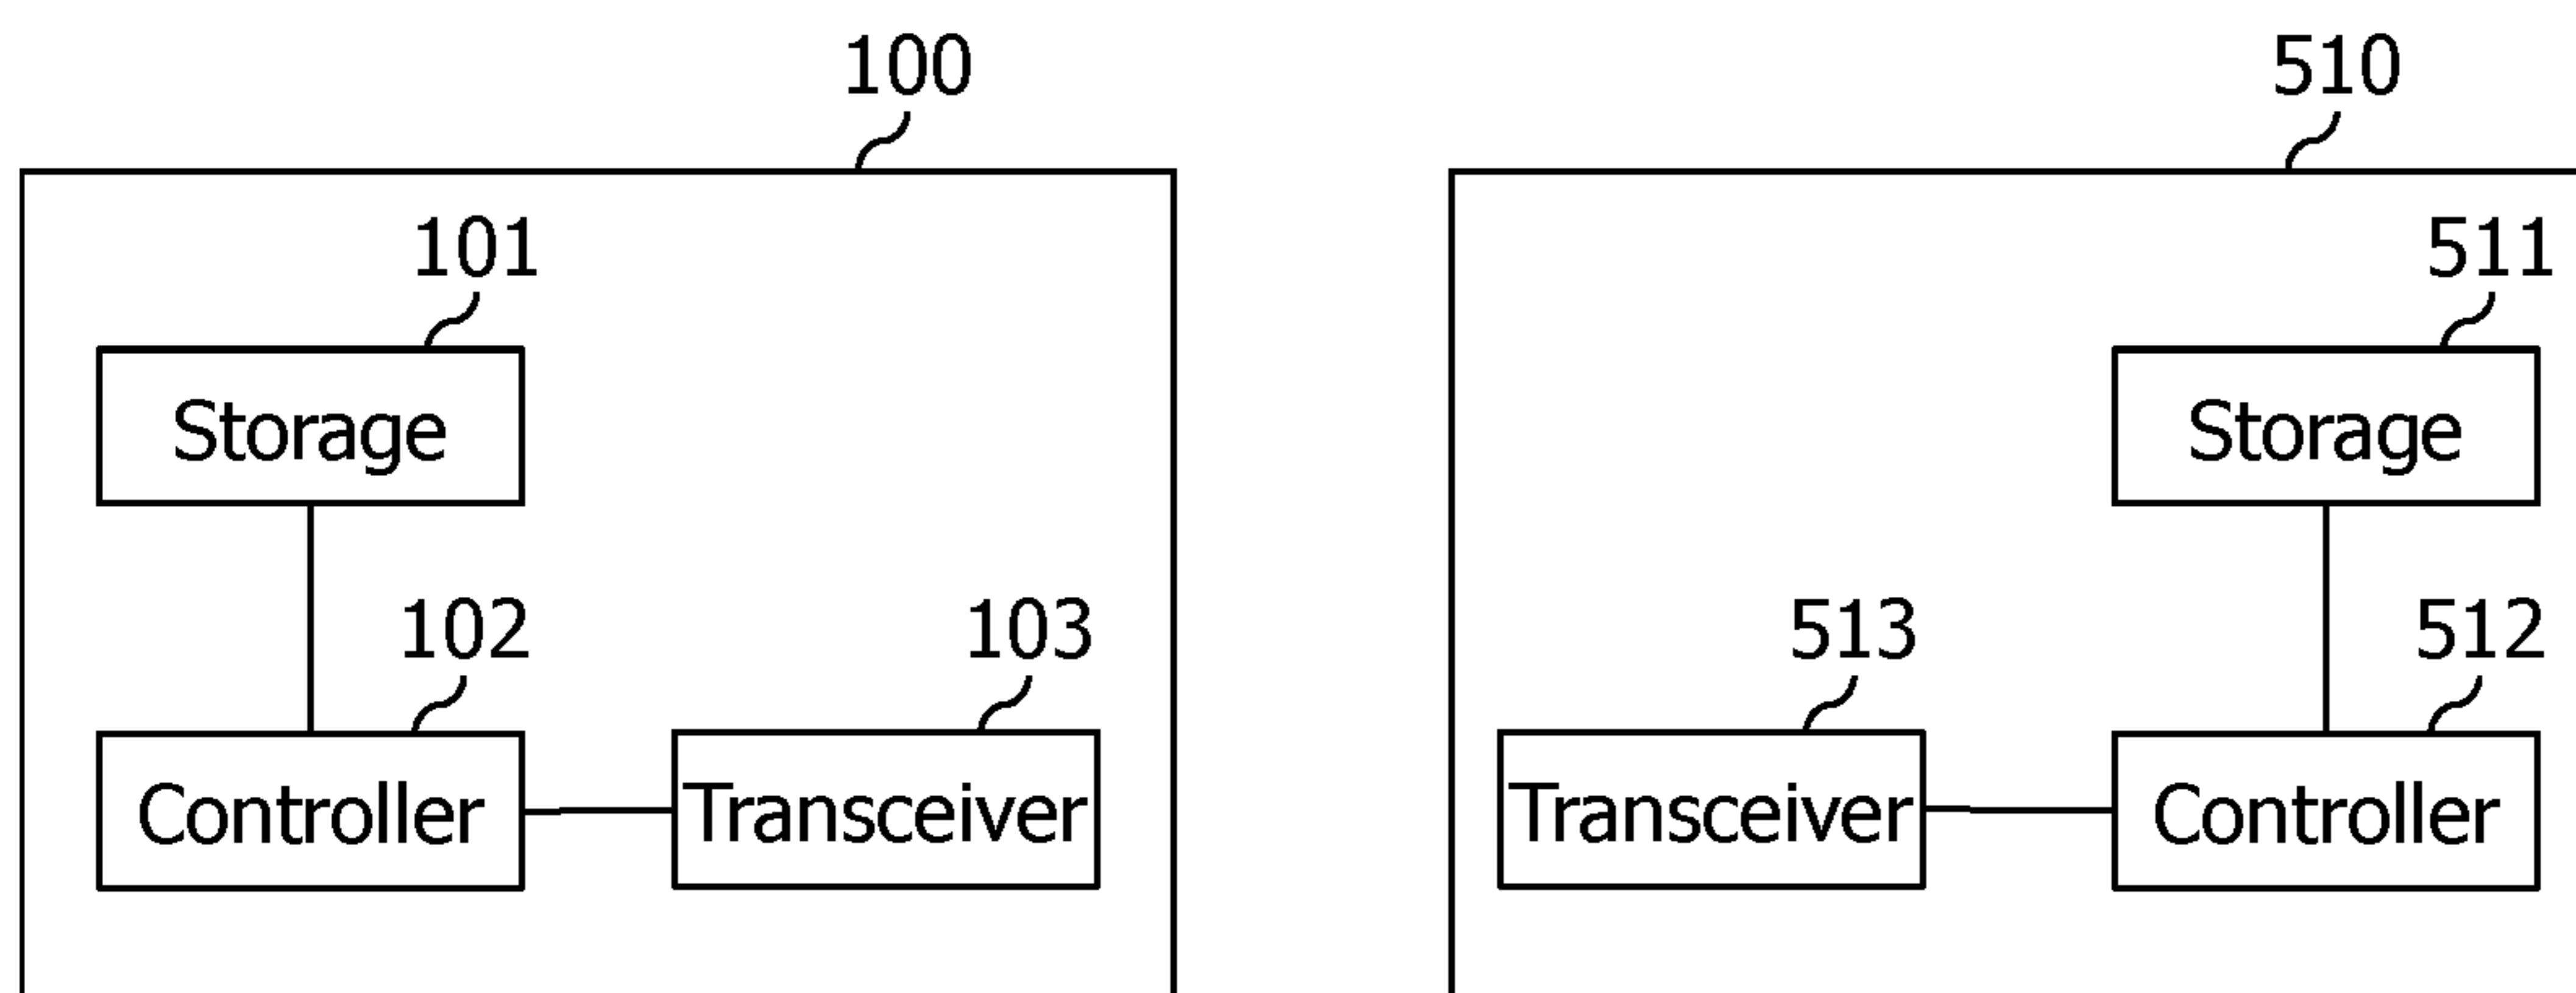 100
510
101
511
Storage
Storage
102
103
513
512
Controller
Transceiver
Transceiver
Controller